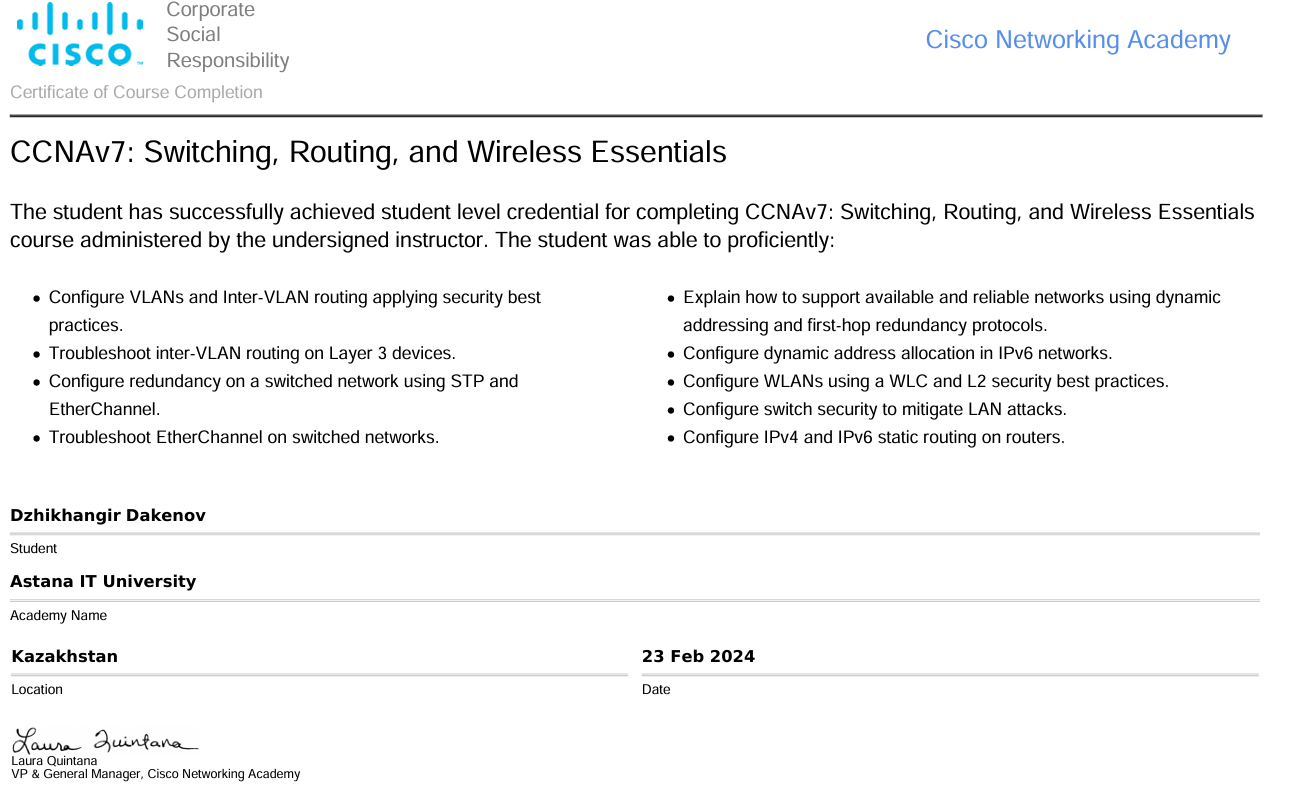 Corporate
Social
Responsibility
CISCO™
Cisco Networking Academy
Certificate of Course Completion
CCNAv7: Switching, Routing, and Wireless Essentials
The student has successfully achieved student level credential for completing CCNAv7: Switching, Routing, and Wireless Essentials
course administered by the undersigned instructor. The student was able to proficiently:
• Configure VLANs and Inter-VLAN routing applying security best
practices.
• Troubleshoot inter-VLAN routing on Layer 3 devices.
• Configure redundancy on a switched network using STP and
EtherChannel.
• Troubleshoot EtherChannel on switched networks.
• Explain how to support available and reliable networks using dynamic
addressing and first-hop redundancy protocols.
• Configure dynamic address allocation in IPv6 networks.
• Configure WLANs using a WLC and L2 security best practices.
• Configure switch security to mitigate LAN attacks.
• Configure IPv4 and IPv6 static routing on routers.
Dzhikhangir Dakenov
Student
Astana IT University
Academy Name
Kazakhstan
Location
23 Feb 2024
Date
Laura Quintana
Laura Quintana
VP & General Manager, Cisco Networking Academy